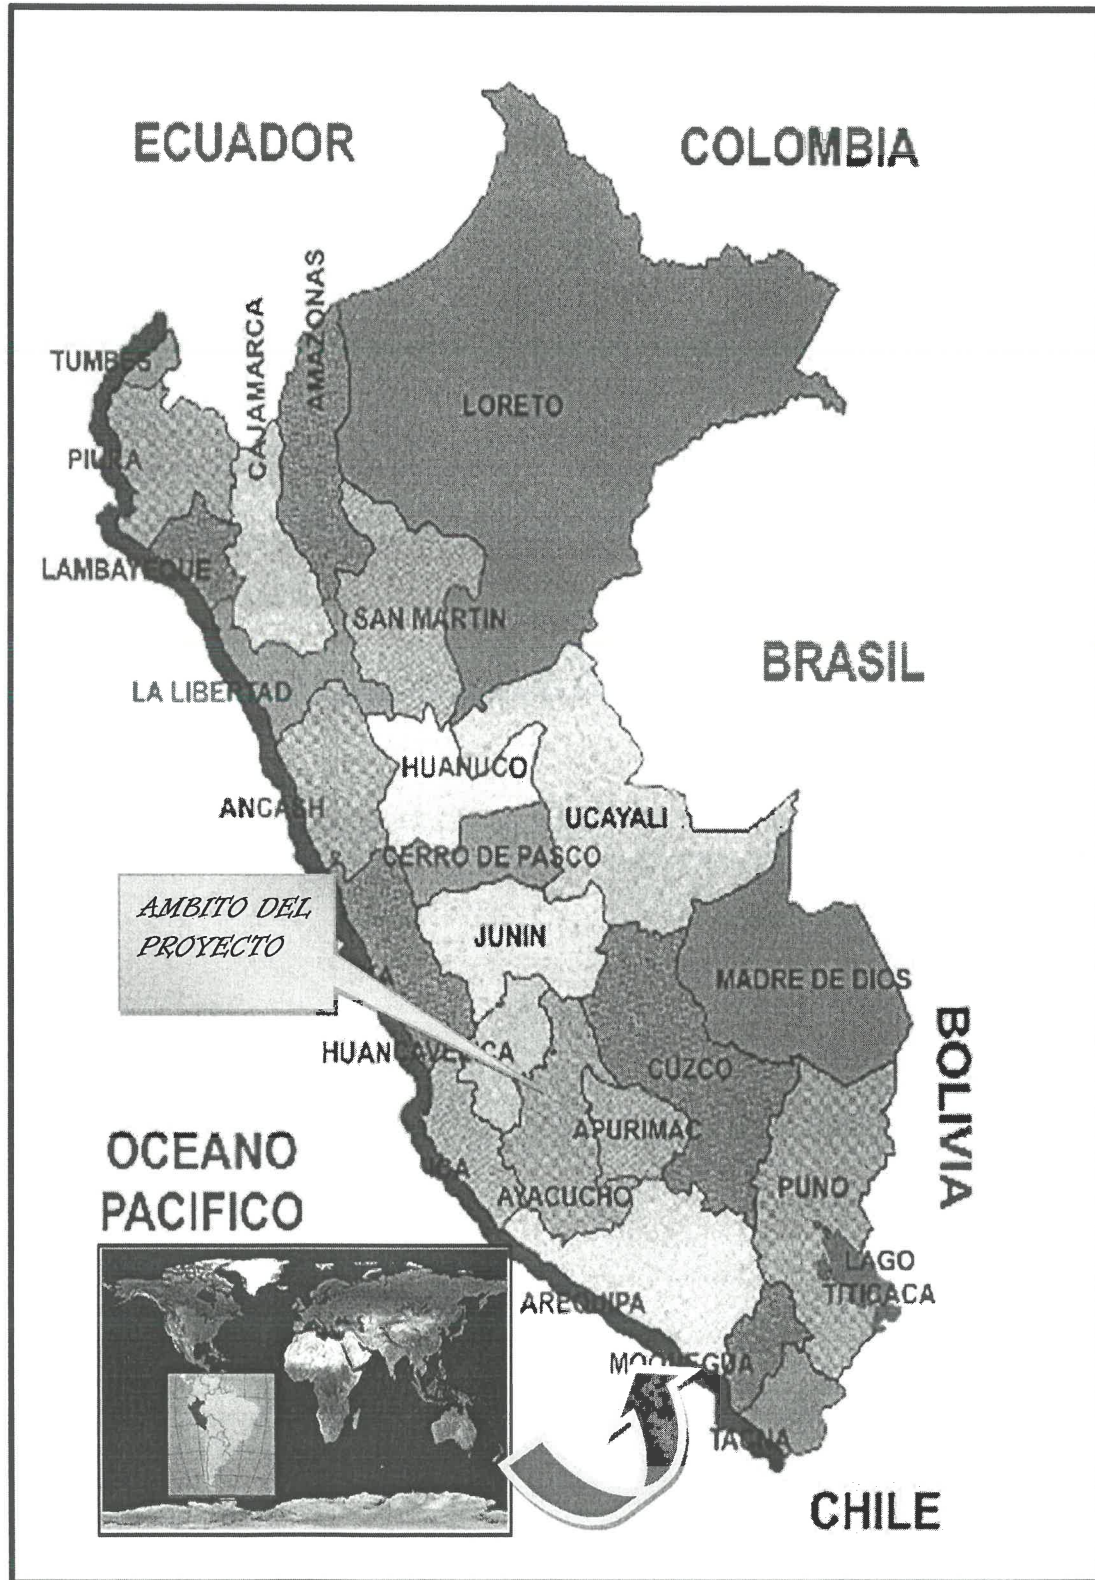 ECUADOR
COLOMBIA
CAJAMARCA
AMAZONAS
TUMBES
LORETO
PIURA
LAMBAYEQUE
SAN MARTIN
BRASIL
LA LIBERTAD
HUANUCO
ANCASH
UCAYALI
CERRO DE PASCO
AMBITO DEL
PROYECTO
JUNIN
MADRE DE DIOS
BOLIVIA
HUANCAVELICA
CUZCO
APURIMAC
OCEANO
PACIFICO
PUNO
AYACUCHO
LAGO
TITICACA
AREQUIPA
MOQUEGUA
TACNA
CHILE